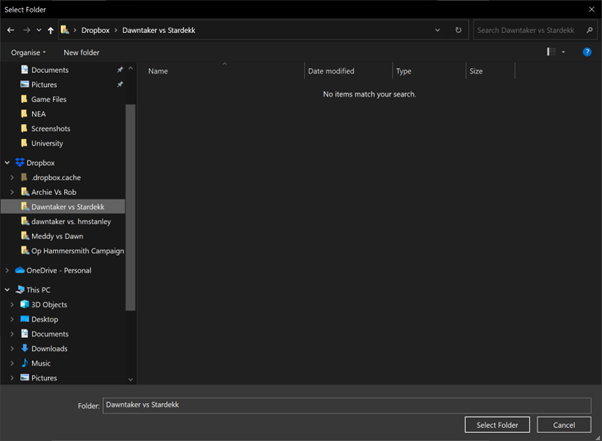 Select Folder
Dropbox > Dawntaker vs Stardekk
Search Dawntaker vs Stardekk
Organise
New folder
Name
Date modified
Type
Size
No items match your search.
Documents
Pictures
Game Files
NEA
Screenshots
University
Dropbox
.dropbox.cache
Archie Vs Rob
Dawntaker vs Stardekk
dawntaker vs. hmstanley
Meddy vs Dawn
Op Hammersmith Campaign
OneDrive - Personal
This PC
3D Objects
Desktop
Documents
Downloads
Music
Pictures
Folder: Dawntaker vs Stardekk
Select Folder
Cancel